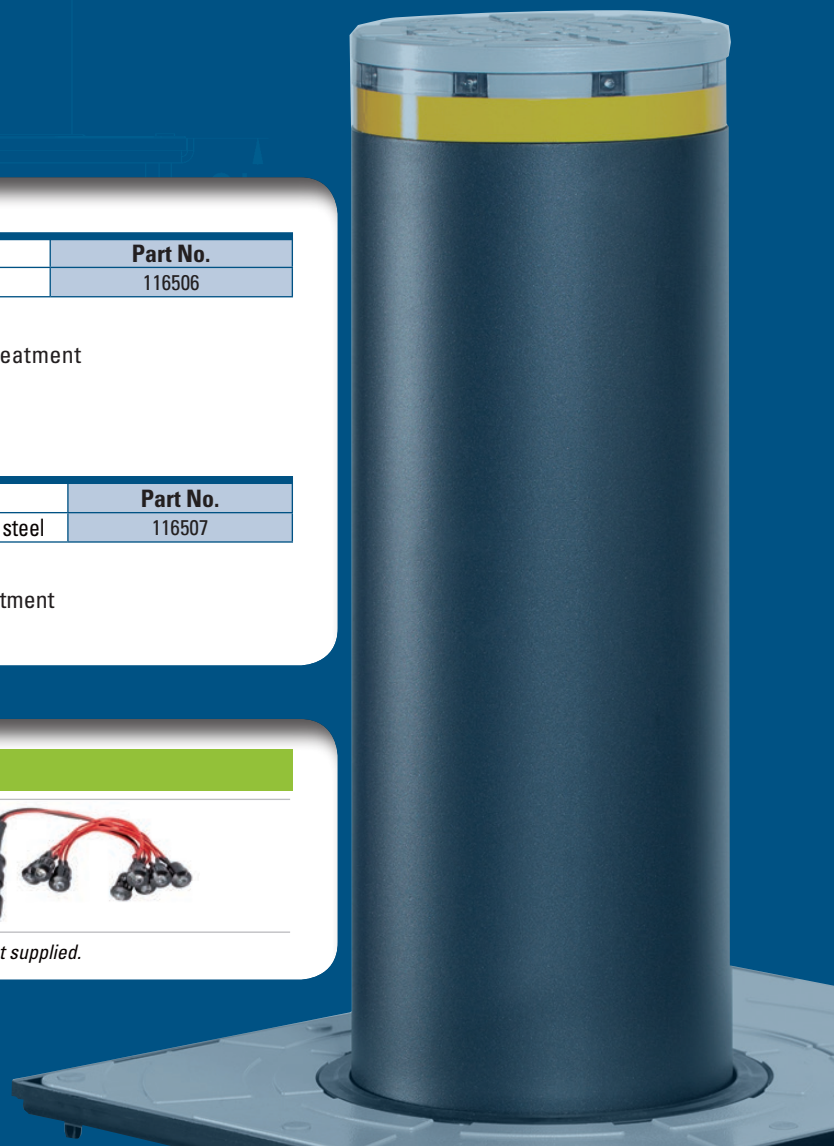 Part No.
116506
eatment
Part No.
steel 116507
tment
t supplied.